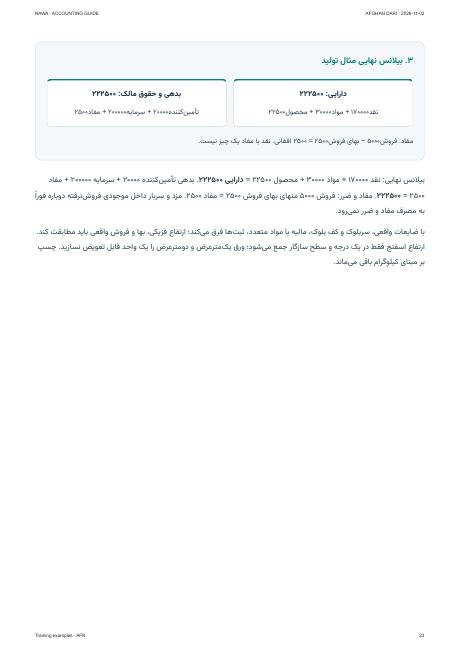 NAWA · ACCOUNTING GUIDE
AFGHAN DARI · 2026-11-02
۳. بیلانس نهایی مثال تولید
دارایی: ۲۲۲۵۰۰
نقد۱۷۰۰۰۰ + مواد۳۰۰۰۰ + محصول۲۲۵۰۰
بدهی و حقوق مالک: ۲۲۲۵۰۰
تأمین‌کننده۲۰۰۰۰ + سرمایه۲۰۰۰۰۰ + مفاد۲۵۰۰
مفاد: فروش۵۰۰۰ − بهای فروش۲۵۰۰ = ۲۵۰۰ افغانی. نقد با مفاد یک چیز نیست.
بیلانس نهایی: نقد ۱۷۰۰۰۰ + مواد ۳۰۰۰۰ + محصول ۲۲۵۰۰ = دارایی ۲۲۲۵۰۰. بدهی تأمین‌کننده ۲۰۰۰۰ + سرمایه ۲۰۰۰۰۰ + مفاد
۲۵۰۰ = ۲۲۲۵۰۰. مفاد و ضرر: فروش ۵۰۰۰ منهای بهای فروش ۲۵۰۰ = مفاد ۲۵۰۰. مزد و سربار داخل موجودی فروش‌نرفته دوباره فوراً
به مصرف مفاد و ضرر نمی‌رود.
با ضایعات واقعی، سربلوک و کف بلوک، مالیه یا مواد متعدد، ثبت‌ها فرق می‌کند؛ ارتفاع فزیکی، بها و فروش واقعی باید مطابقت کند.
ارتفاع اسفنج فقط در یک درجه و سطح سازگار جمع می‌شود؛ ورق یک‌مترعرض و دومترعرض را یک واحد قابل تعویض نسازید. چسپ
بر مبنای کیلوگرام باقی می‌ماند.
Training examples · AFN
23